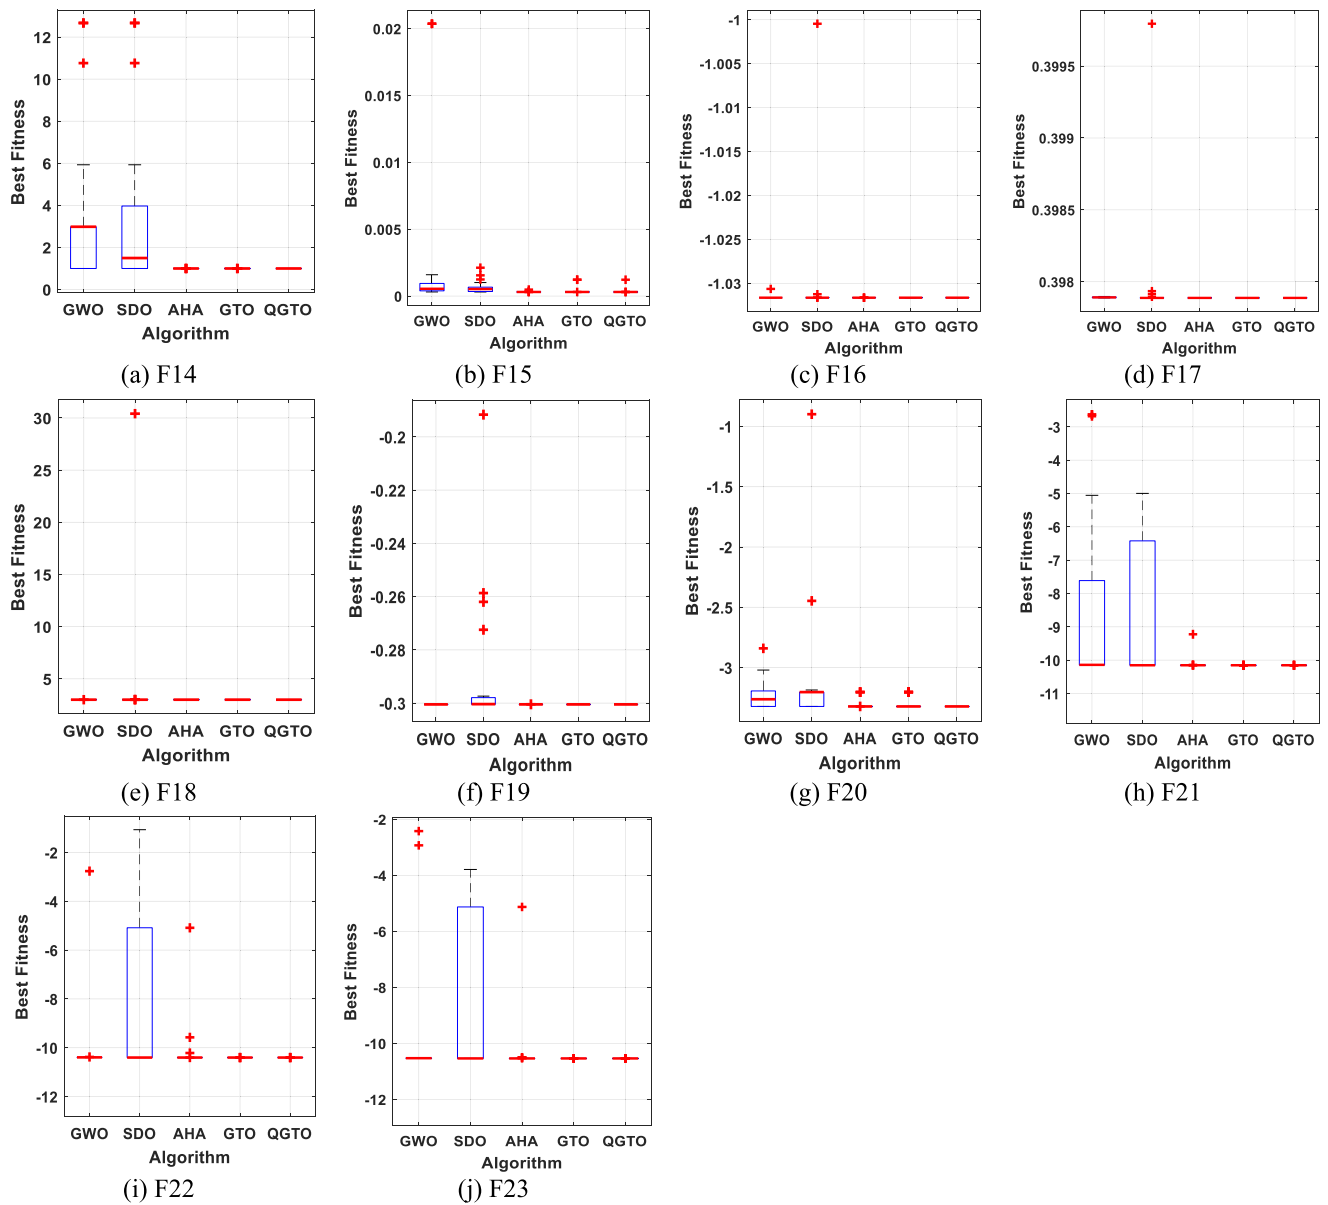 12
10
8
6
4
2
0
Best Fitness
GWO SDO AHA GTO QGTO
Algorithm
(a) F14
0.02
0.015
0.01
0.005
0
Best Fitness
GWO SDO AHA GTO QGTO
Algorithm
(b) F15
-1
-1.005
-1.01
-1.015
-1.02
-1.025
-1.03
Best Fitness
GWO SDO AHA GTO QGTO
Algorithm
(c) F16
0.3995
0.399
0.3985
0.398
Best Fitness
GWO SDO AHA GTO QGTO
Algorithm
(d) F17
30
25
20
15
10
5
Best Fitness
GWO SDO AHA GTO QGTO
Algorithm
(e) F18
-0.2
-0.22
-0.24
-0.26
-0.28
-0.3
Best Fitness
GWO SDO AHA GTO QGTO
Algorithm
(f) F19
-1
-1.5
-2
-2.5
-3
Best Fitness
GWO SDO AHA GTO QGTO
Algorithm
(g) F20
-3
-4
-5
-6
-7
-8
-9
-10
-11
Best Fitness
GWO SDO AHA GTO QGTO
Algorithm
(h) F21
-2
-4
-6
-8
-10
-12
Best Fitness
GWO SDO AHA GTO QGTO
Algorithm
(i) F22
-2
-4
-6
-8
-10
-12
Best Fitness
GWO SDO AHA GTO QGTO
Algorithm
(j) F23